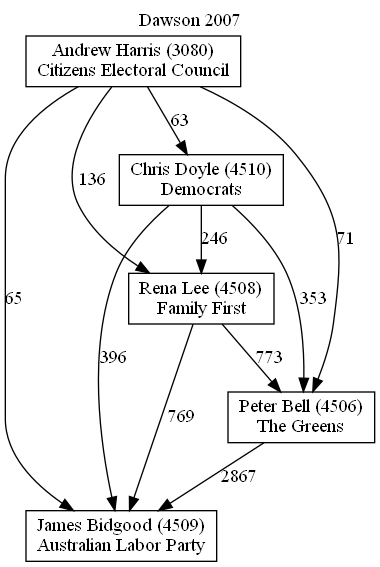 Dawson 2007
Andrew Harris (3080)
Citizens Electoral Council
63
Chris Doyle (4510)
Democrats
136
71
246
Rena Lee (4508)
Family First
65
353
396
773
Peter Bell (4506)
The Greens
769
2867
James Bidgood (4509)
Australian Labor Party